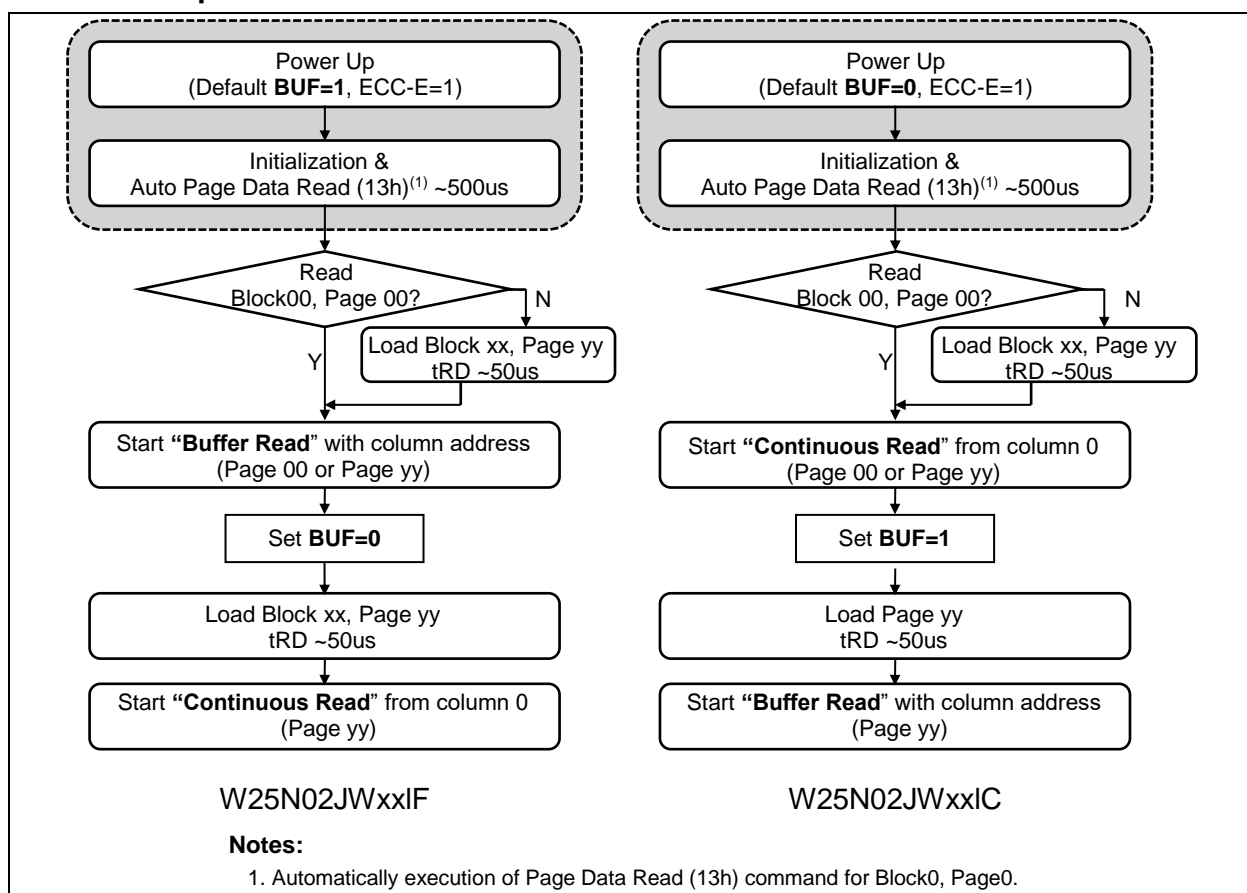 Power Up
(Default BUF=1, ECC-E=1)
Initialization &
Auto Page Data Read (13h)(1) ~500us
Read
Block00, Page 00?
N
Load Block xx, Page yy
tRD ~50us
Y
Start “Buffer Read” with column address
(Page 00 or Page yy)
Set BUF=0
Load Block xx, Page yy
tRD ~50us
Start “Continuous Read” from column 0
(Page yy)
W25N02JWxxIF
Power Up
(Default BUF=0, ECC-E=1)
Initialization &
Auto Page Data Read (13h)(1) ~500us
Read
Block 00, Page 00?
N
Load Block xx, Page yy
tRD ~50us
Y
Start “Continuous Read” from column 0
(Page 00 or Page yy)
Set BUF=1
Load Page yy
tRD ~50us
Start “Buffer Read” with column address
(Page yy)
W25N02JWxxIC
Notes:
1. Automatically execution of Page Data Read (13h) command for Block0, Page0.